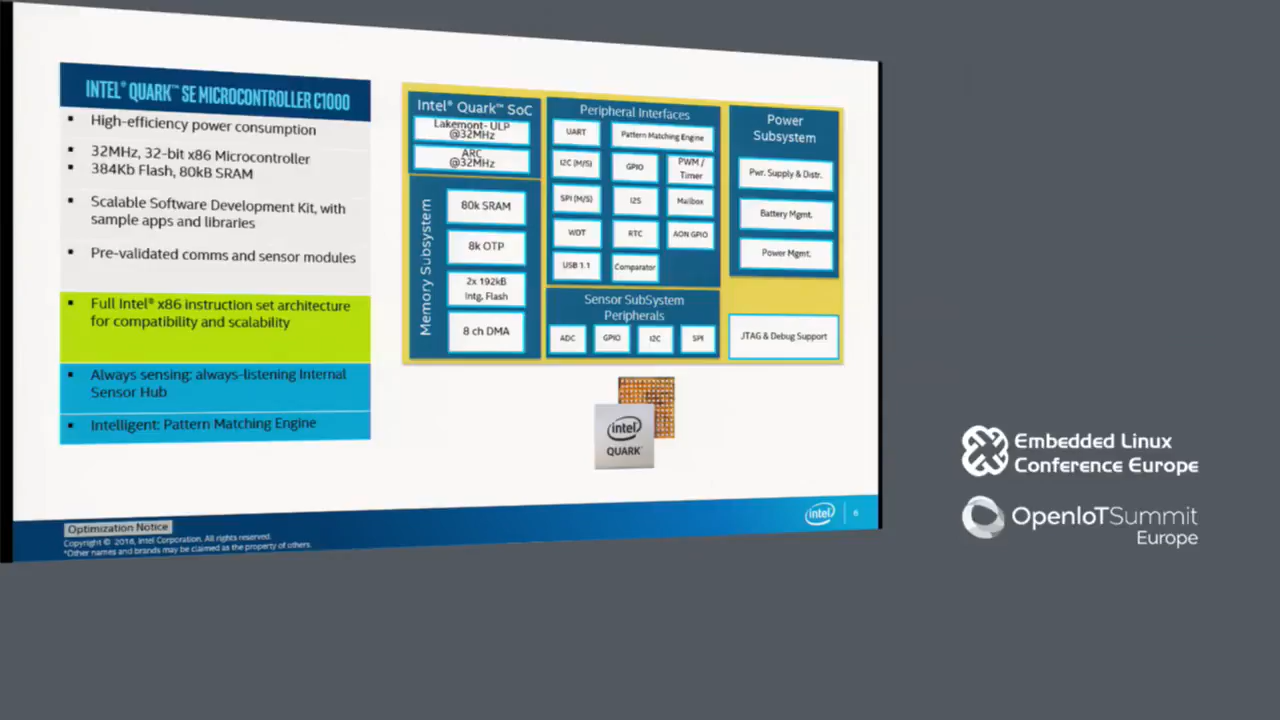 INTEL® QUARK™ SE MICROCONTROLLER C1000
▪ High-efficiency power consumption
▪ 32MHz, 32-bit x86 Microcontroller
▪ 384Kb Flash, 80kB SRAM
▪ Scalable Software Development Kit, with
sample apps and libraries
▪ Pre-validated comms and sensor modules
▪ Full Intel® x86 instruction set architecture
for compatibility and scalability
▪ Always sensing: always-listening Internal
Sensor Hub
▪ Intelligent: Pattern Matching Engine
Intel® Quark™ SoC
Lakemont- ULP
@32MHz
ARC
@32MHz
Memory Subsystem
80k SRAM
8k OTP
2x 192kB
Intg. Flash
8 ch DMA
Peripheral Interfaces
UART
Pattern Matching Engine
I2C (M/S)
GPIO
PWM /
Timer
SPI (M/S)
I2S
Mailbox
WDT
RTC
AON GPIO
USB 1.1
Comparator
Sensor SubSystem
Peripherals
ADC
GPIO
I2C
SPI
Power
Subsystem
Pwr. Supply & Distr.
Battery Mgmt.
Power Mgmt.
JTAG & Debug Support
intel
QUARK
Optimization Notice
Copyright © 2016, Intel Corporation. All rights reserved.
*Other names and brands may be claimed as the property of others.
intel
6
Embedded Linux
Conference Europe
OpenIoTSummit
Europe